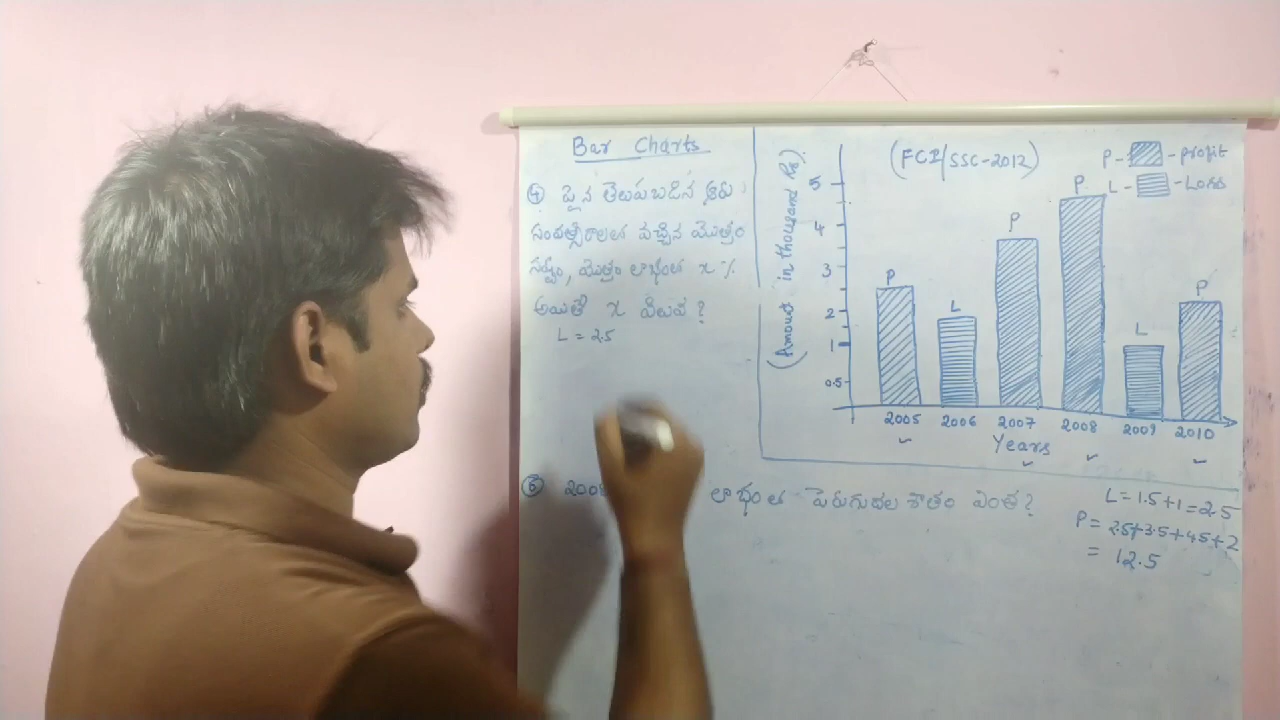 Bar Charts
④ పైన తెలుపబడిన ఆరు
సంవత్సరాలలో వచ్చిన మొత్తం
నష్టం, మొత్తం లాభంలో x %
అయితే x విలువ ?
L = 2.5
(FCI/SSC-2012)
P - - Profit
L - - Loss
(Amount in thousand Rs).
5
4
3
2
1
0.5
P
L
P
P
L
P
2005 2006 2007 2008 2009 2010
Years
⑤ లాభంలో పెరుగుదల శాతం ఎంత ?
L = 1.5 + 1 = 2.5
P = 2.5 + 3.5 + 4.5 + 2
= 12.5